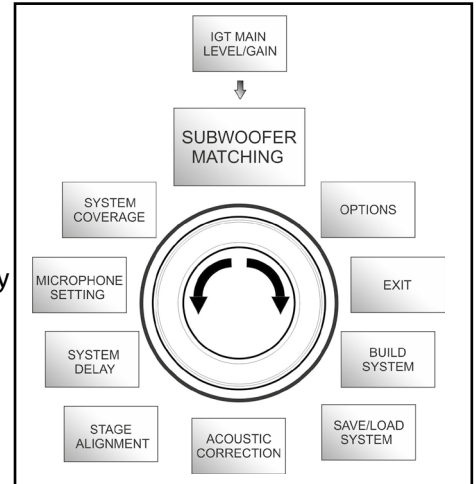 IGT MAIN
LEVEL/GAIN
SUBWOOFER
MATCHING
SYSTEM
COVERAGE
OPTIONS
y
MICROPHONE
SETTING
EXIT
SYSTEM
DELAY
BUILD
SYSTEM
STAGE
ALIGNMENT
ACOUSTIC
CORRECTION
SAVE/LOAD
SYSTEM